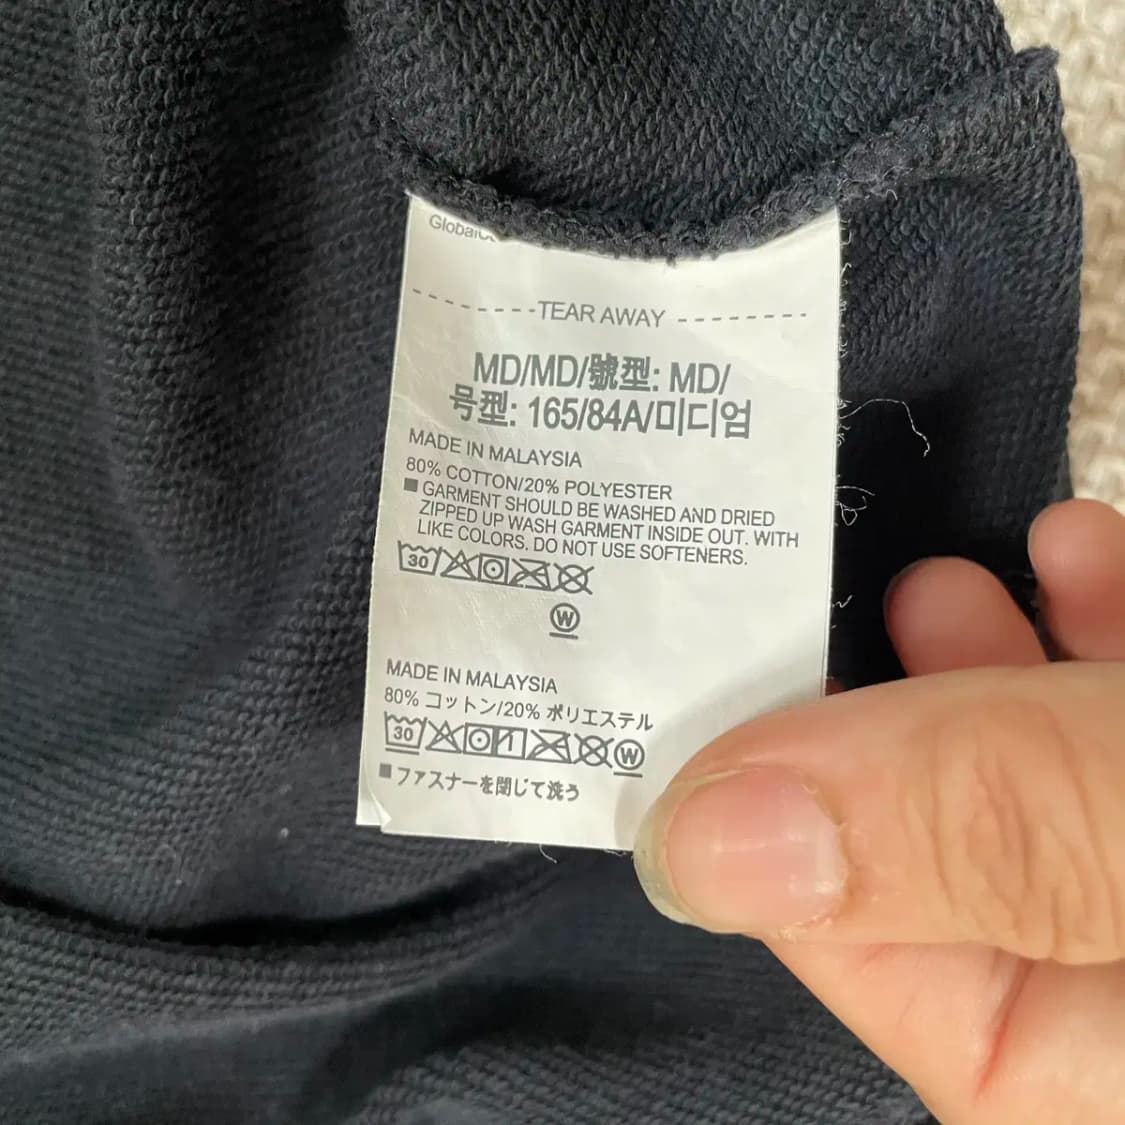 TEAR AWAY
MD/MD/號型: MD/
号型: 165/84A/미디엄
MADE IN MALAYSIA
80% COTTON/20% POLYESTER
■ GARMENT SHOULD BE WASHED AND DRIED
ZIPPED UP WASH GARMENT INSIDE OUT. WITH
LIKE COLORS. DO NOT USE SOFTENERS.
30
W
MADE IN MALAYSIA
80% コットン/20% ポリエステル
30 W
■ ファスナーを閉じて洗う